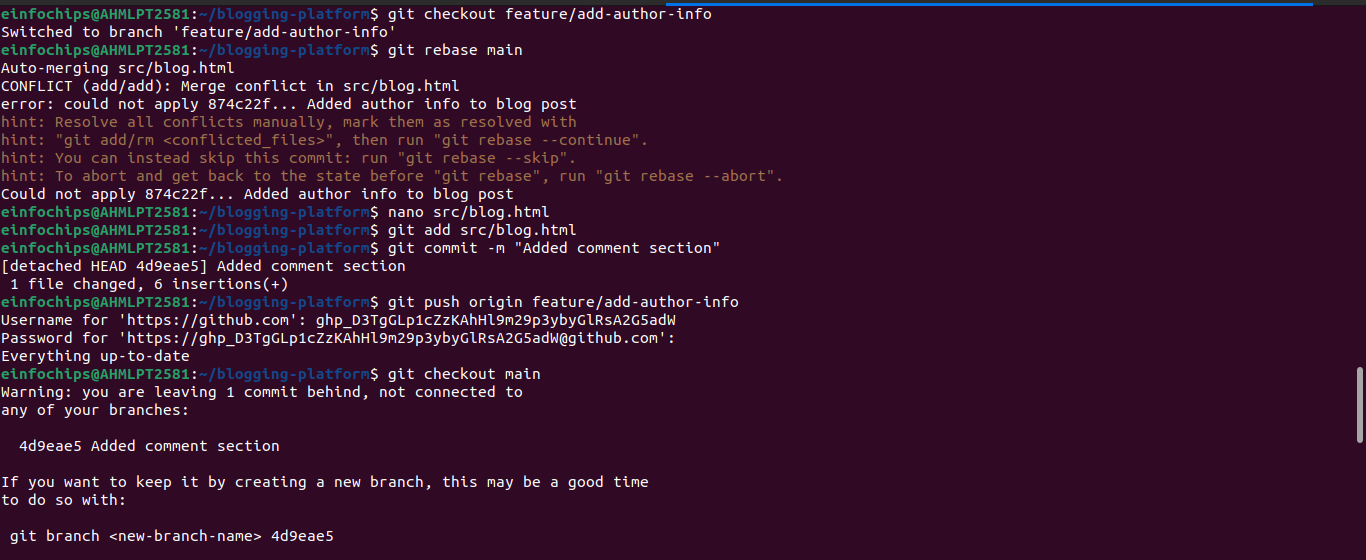 einfochips@AHMLPT2581:~/blogging-platform$ git checkout feature/add-author-info
Switched to branch 'feature/add-author-info'
einfochips@AHMLPT2581:~/blogging-platform$ git rebase main
Auto-merging src/blog.html
CONFLICT (add/add): Merge conflict in src/blog.html
error: could not apply 874c22f... Added author info to blog post
hint: Resolve all conflicts manually, mark them as resolved with
hint: "git add/rm <conflicted_files>", then run "git rebase --continue".
hint: You can instead skip this commit: run "git rebase --skip".
hint: To abort and get back to the state before "git rebase", run "git rebase --abort".
Could not apply 874c22f... Added author info to blog post
einfochips@AHMLPT2581:~/blogging-platform$ nano src/blog.html
einfochips@AHMLPT2581:~/blogging-platform$ git add src/blog.html
einfochips@AHMLPT2581:~/blogging-platform$ git commit -m "Added comment section"
[detached HEAD 4d9eae5] Added comment section
 1 file changed, 6 insertions(+)
einfochips@AHMLPT2581:~/blogging-platform$ git push origin feature/add-author-info
Username for 'https://github.com': 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
Password for 'https://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@github.com':
Everything up-to-date
einfochips@AHMLPT2581:~/blogging-platform$ git checkout main
Warning: you are leaving 1 commit behind, not connected to
any of your branches:

  4d9eae5 Added comment section

If you want to keep it by creating a new branch, this may be a good time
to do so with:

 git branch <new-branch-name> 4d9eae5